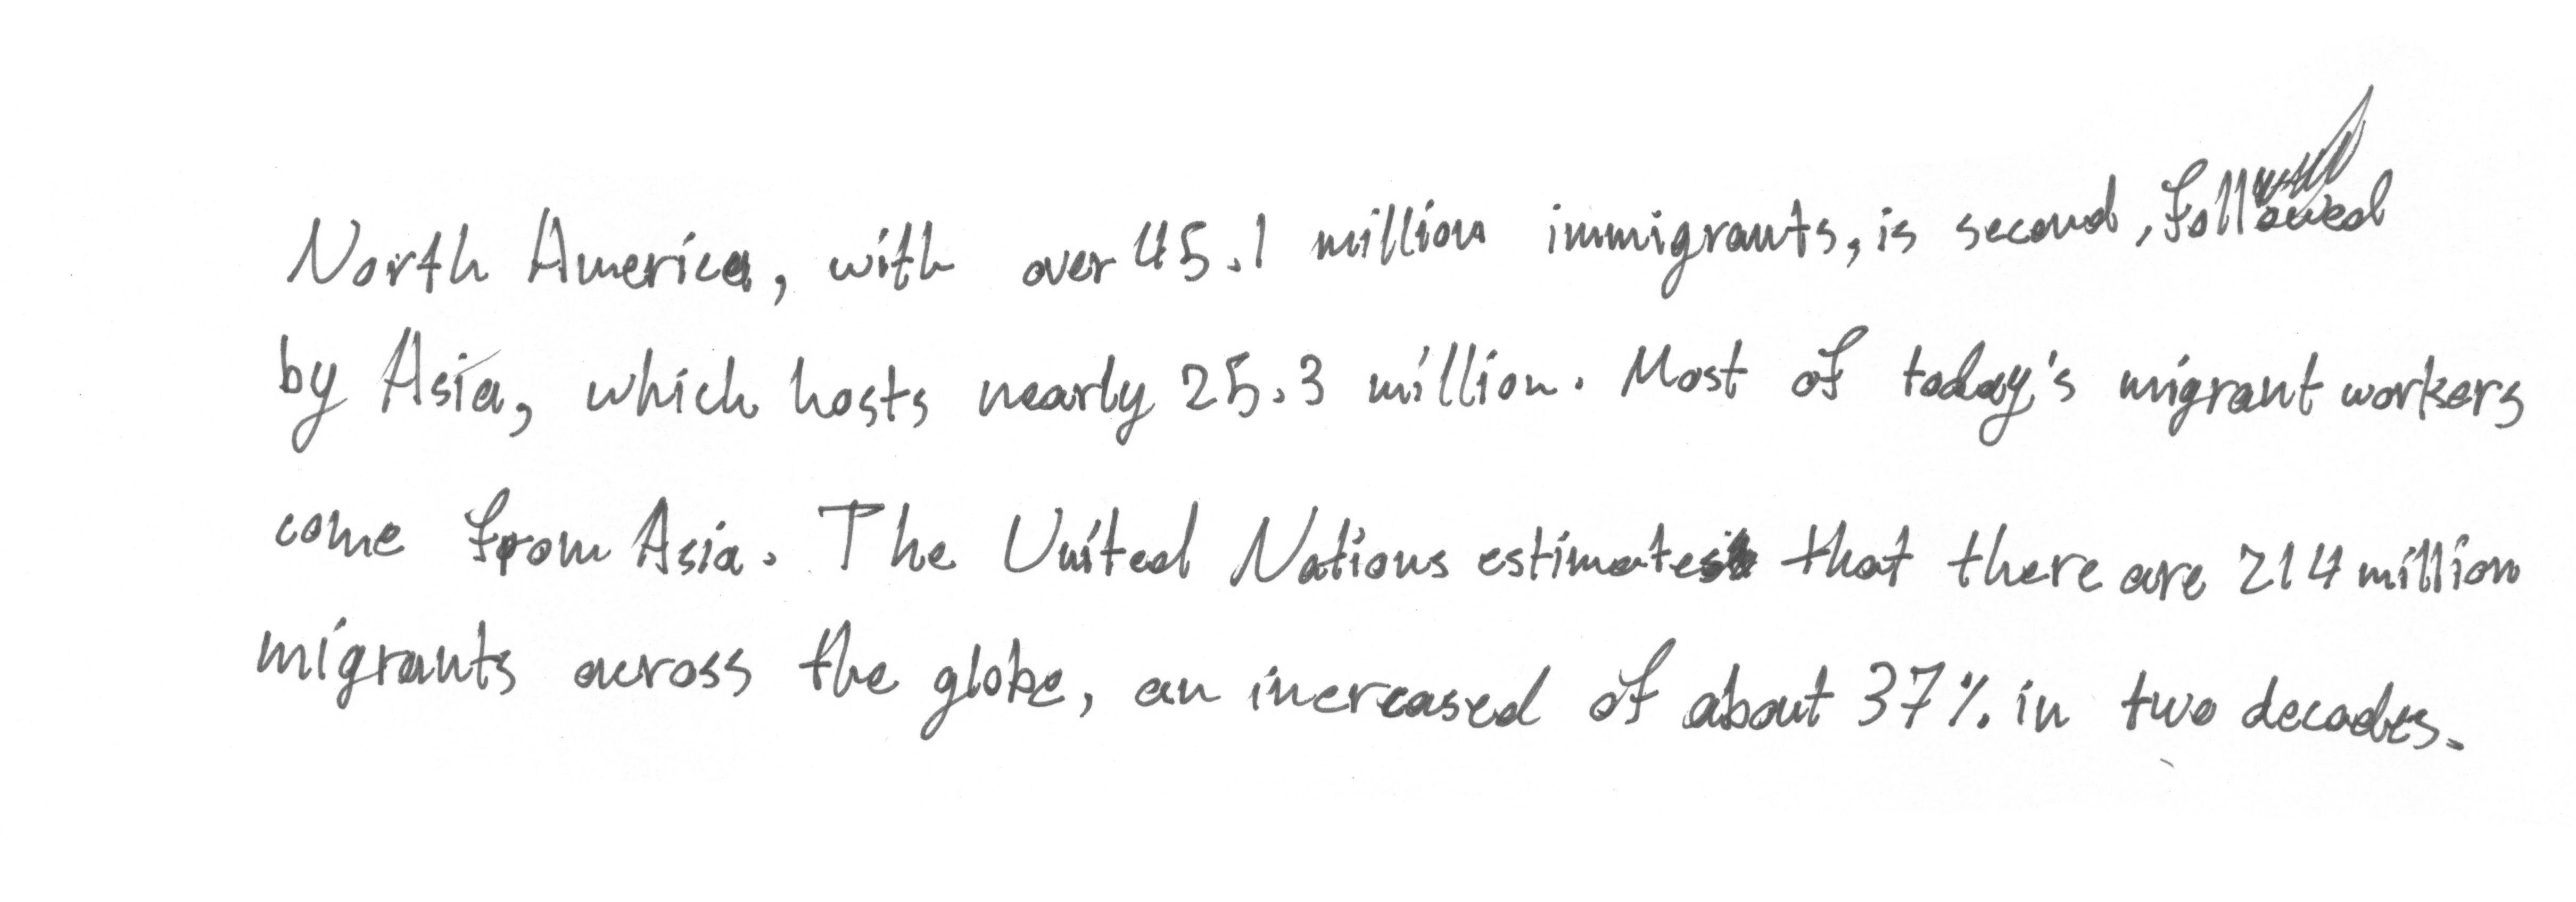 North America, with over 45.1 million immigrants, is second, followed
by Asia, which hosts nearly 25.3 million. Most of today's migrant workers
come from Asia. The United Nations estimates that there are 214 million
migrants across the globe, an increased of about 37% in two decades.